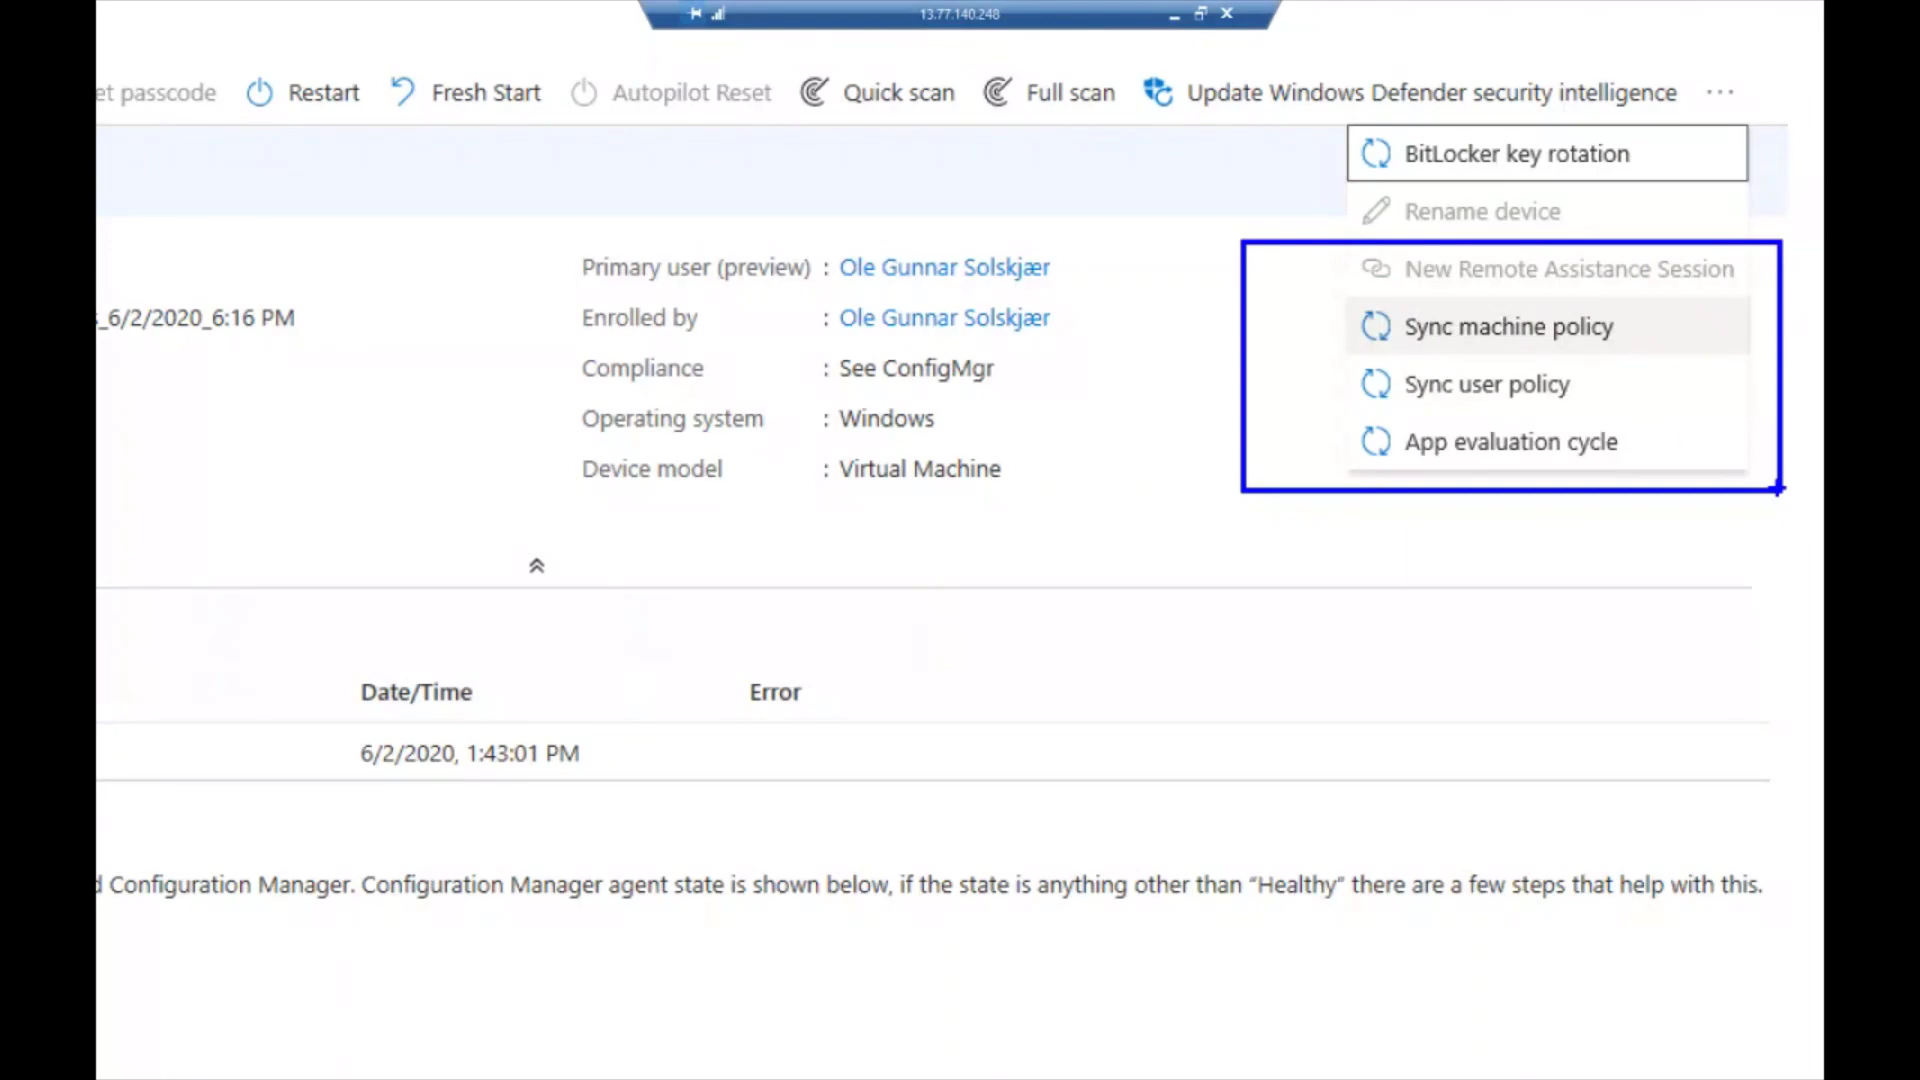 13.77.140.248
et passcode Restart Fresh Start Autopilot Reset Quick scan Full scan Update Windows Defender security intelligence ...
BitLocker key rotation
Rename device
New Remote Assistance Session
Sync machine policy
Sync user policy
App evaluation cycle
Primary user (preview) : Ole Gunnar Solskjær
_6/2/2020_6:16 PM
Enrolled by : Ole Gunnar Solskjær
Compliance : See ConfigMgr
Operating system : Windows
Device model : Virtual Machine
Date/Time Error
6/2/2020, 1:43:01 PM
d Configuration Manager. Configuration Manager agent state is shown below, if the state is anything other than “Healthy” there are a few steps that help with this.